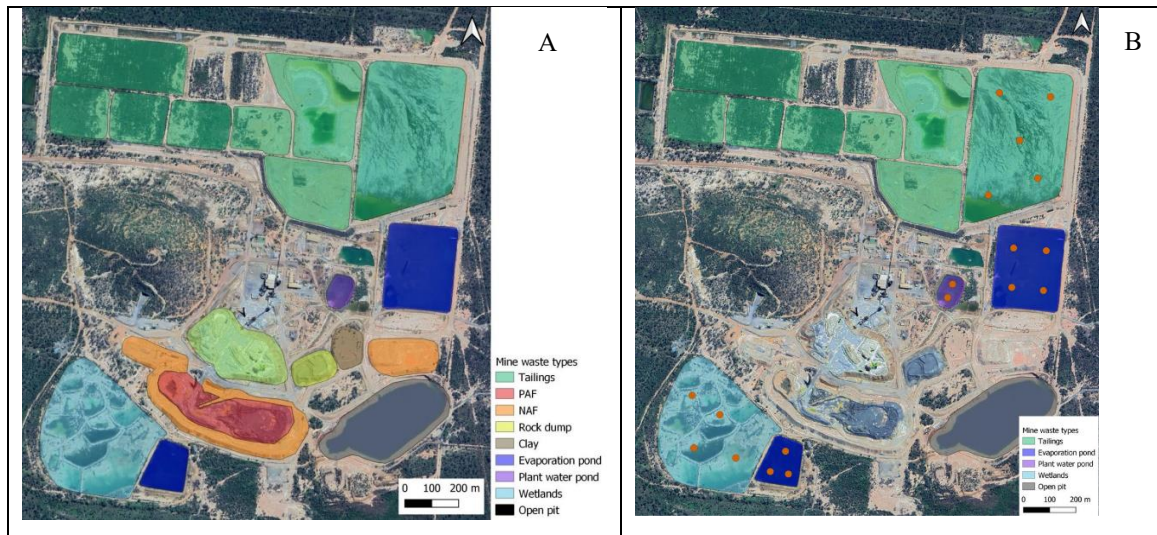 A
Mine waste types
Tailings
PAF
NAF
Rock dump
Clay
Evaporation pond
Plant water pond
Wetlands
Open pit
0 100 200 m
B
Mine waste types
Tailings
Evaporation pond
Plant water pond
Wetlands
Open pit
0 100 200 m